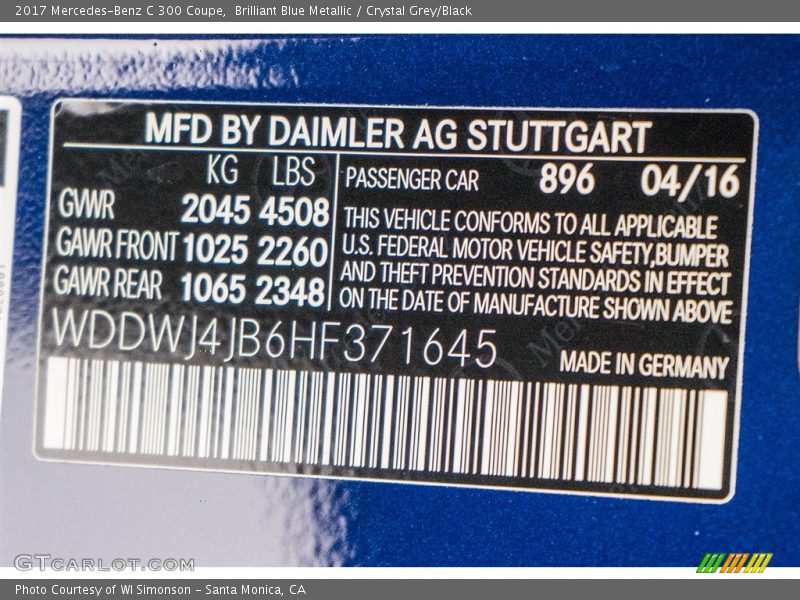 2017 Mercedes-Benz C 300 Coupe,  Brilliant Blue Metallic / Crystal Grey/Black
MFD BY DAIMLER AG STUTTGART
KG LBS
GVWR 2045 4508
GAWR FRONT 1025 2260
GAWR REAR 1065 2348
PASSENGER CAR 896 04/16
THIS VEHICLE CONFORMS TO ALL APPLICABLE
U.S. FEDERAL MOTOR VEHICLE SAFETY,BUMPER
AND THEFT PREVENTION STANDARDS IN EFFECT
ON THE DATE OF MANUFACTURE SHOWN ABOVE
WDDWJ4JB6HF371645
MADE IN GERMANY
GTcarlot.com
Photo Courtesy of WI Simonson - Santa Monica, CA